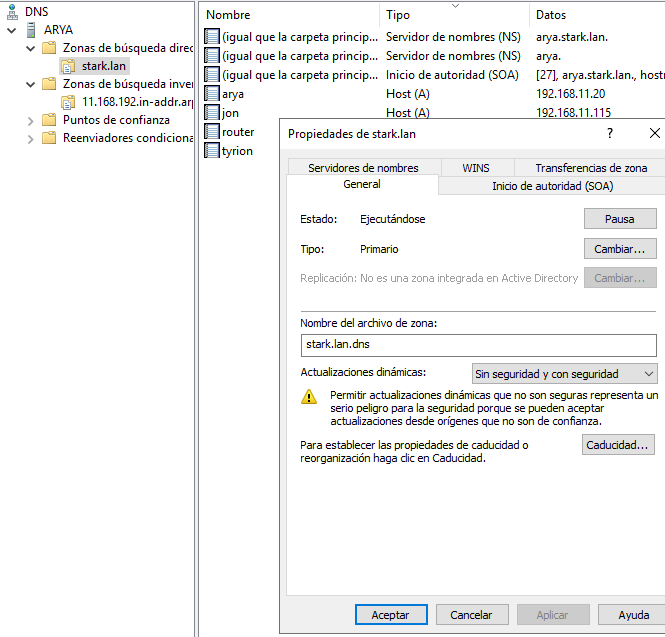 DNS
ARYA
Zonas de búsqueda direc
stark.lan
Zonas de búsqueda inver
11.168.192.in-addr.arp
Puntos de confianza
Reenviadores condiciona
Nombre Tipo Datos
(igual que la carpeta princip... Servidor de nombres (NS) arya.stark.lan.
(igual que la carpeta princip... Servidor de nombres (NS) arya.
(igual que la carpeta princip... Inicio de autoridad (SOA) [27], arya.stark.lan., host
arya Host (A) 192.168.11.20
jon Host (A) 192.168.11.115
router
tyrion
Propiedades de stark.lan ? ×
Servidores de nombres WINS Transferencias de zona
General Inicio de autoridad (SOA)
Estado: Ejecutándose Pausa
Tipo: Primario Cambiar...
Replicación: No es una zona integrada en Active Directory Cambiar...
Nombre del archivo de zona:
stark.lan.dns
Actualizaciones dinámicas: Sin seguridad y con seguridad
Permitir actualizaciones dinámicas que no son seguras representa un
serio peligro para la seguridad porque se pueden aceptar
actualizaciones desde orígenes que no son de confianza.
Para establecer las propiedades de caducidad o
reorganización haga clic en Caducidad.
Caducidad...
Aceptar Cancelar Aplicar Ayuda